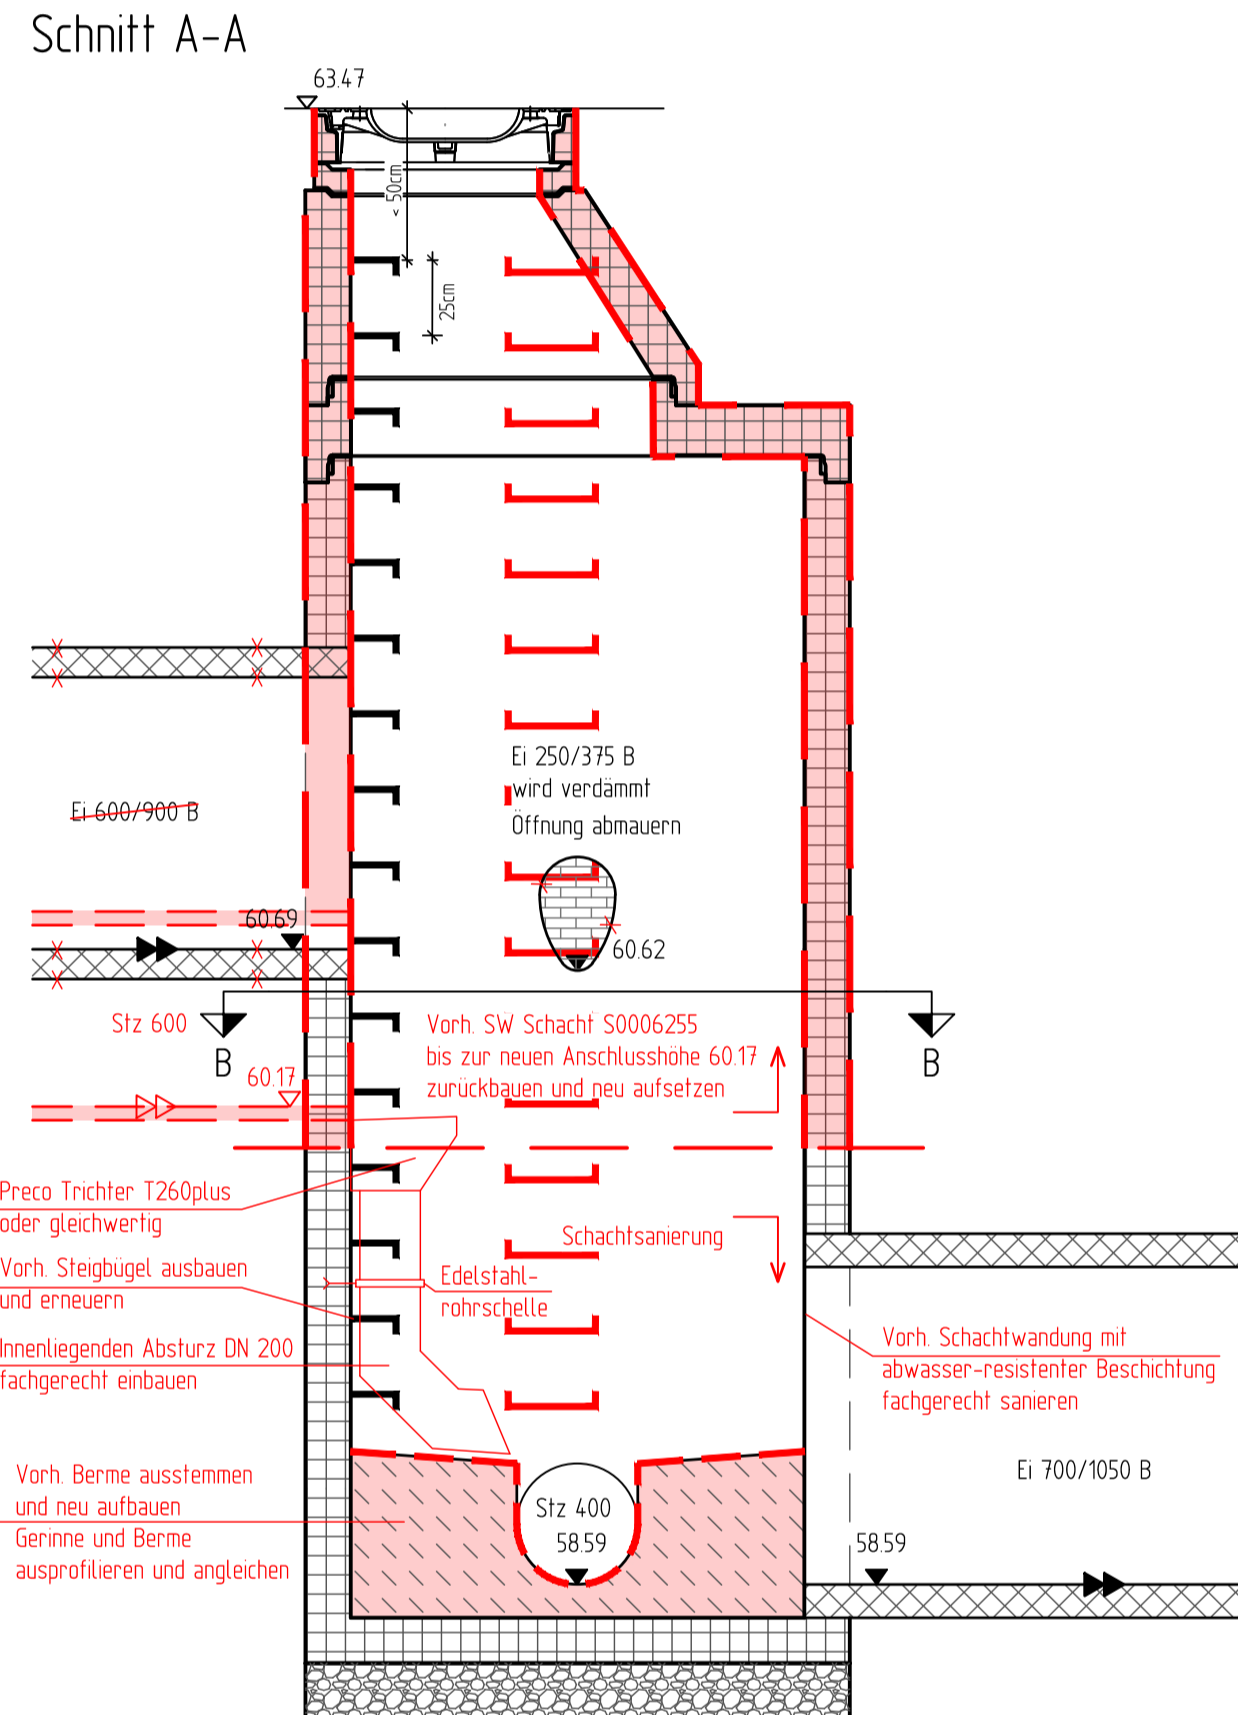 Schnitt A-A
63.47
< 50cm
25cm
Ei 250/375 B
wird verdämmt
Öffnung abmauern
Ei 600/900 B
60.69
60.62
Stz 600
B
B
60.17
Vorh. SW Schacht S0006255
bis zur neuen Anschlusshöhe 60.17
zurückbauen und neu aufsetzen
Preco Trichter T260plus
oder gleichwertig
Schachtsanierung
Vorh. Steigbügel ausbauen
und erneuern
Edelstahl-
rohrschelle
Innenliegenden Absturz DN 200
fachgerecht einbauen
Vorh. Schachtwandung mit
abwasser-resistenter Beschichtung
fachgerecht sanieren
Vorh. Berme ausstemmen
und neu aufbauen
Gerinne und Berme
ausprofilieren und angleichen
Stz 400
58.59
Ei 700/1050 B
58.59